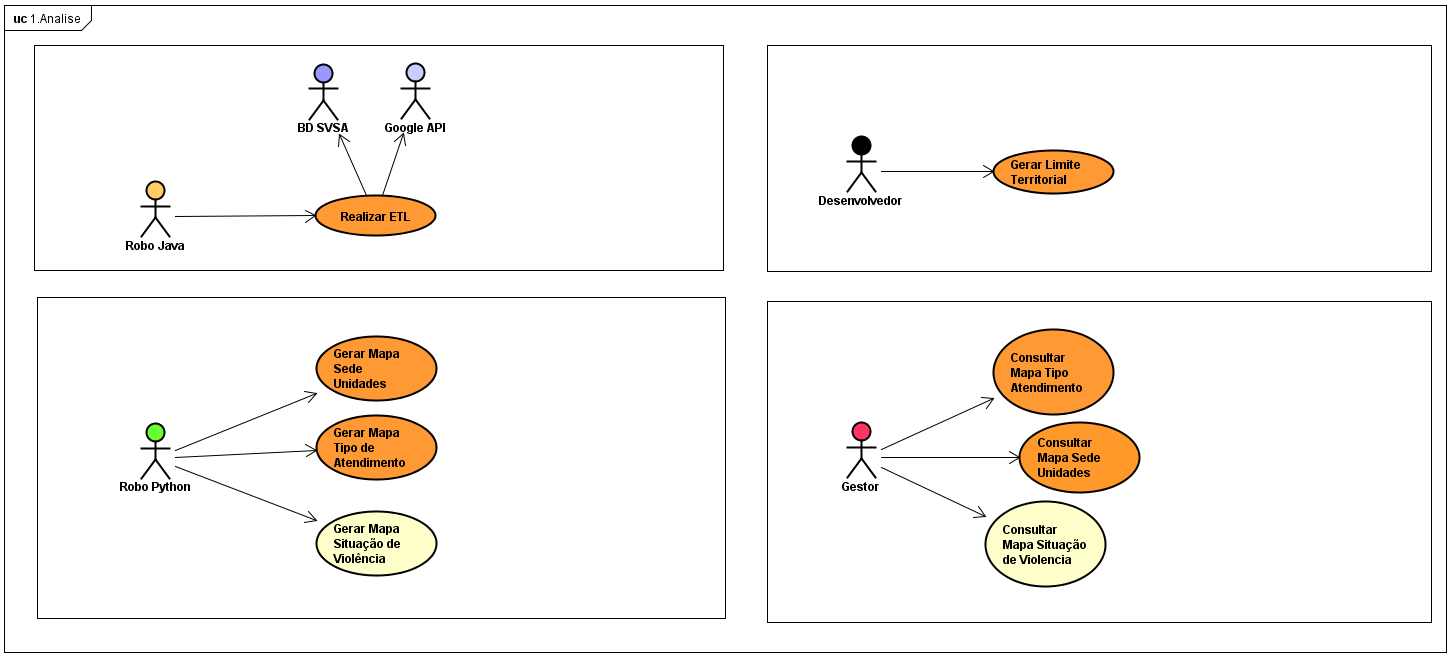 uc 1.Analise
BD SVSA
Google API
Robo Java
Realizar ETL
Desenvolvedor
Gerar Limite
Territorial
Robo Python
Gerar Mapa
Sede
Unidades
Gerar Mapa
Tipo de
Atendimento
Gerar Mapa
Situação de
Violência
Gestor
Consultar
Mapa Tipo
Atendimento
Consultar
Mapa Sede
Unidades
Consultar
Mapa Situação
de Violencia